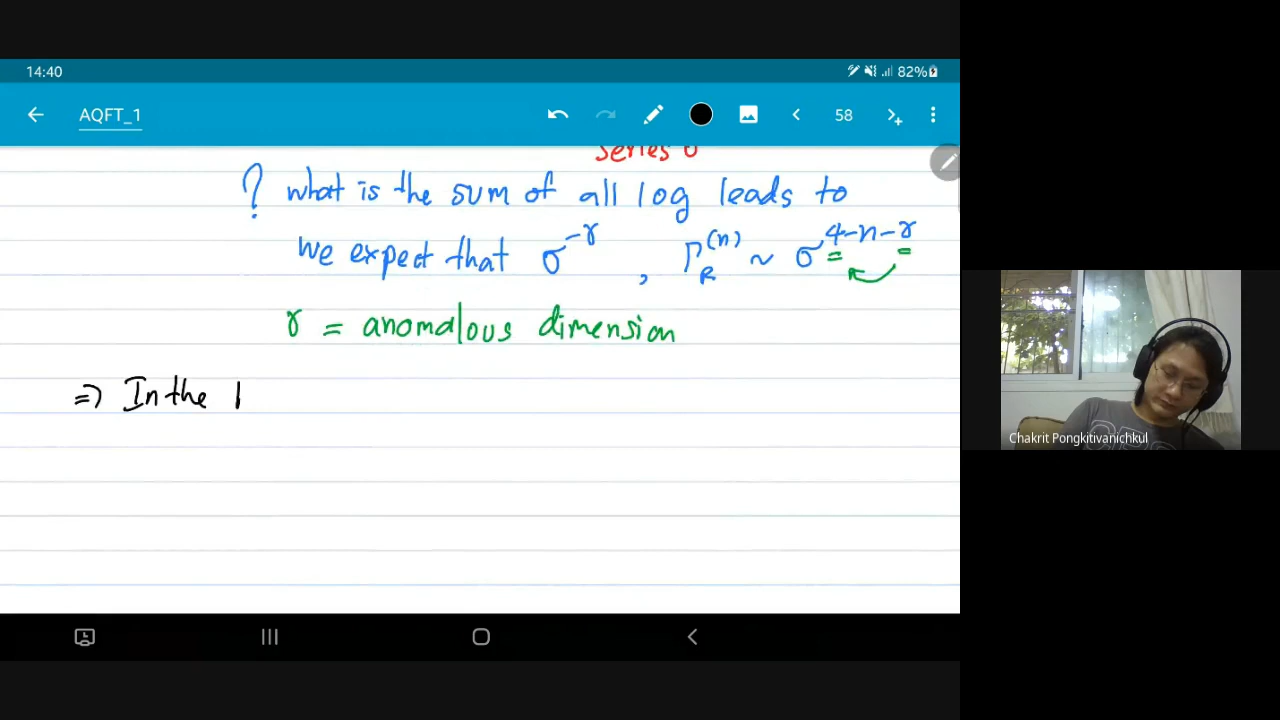 14:40
82%
AQFT_1
58
series
? what is the sum of all log leads to
we expect that σ^{-γ} , Γ_R^{(n)} ~ σ^{4-n-γ}
γ = anomalous dimension
⇒ In the
Chakrit Pongkitivanichkul